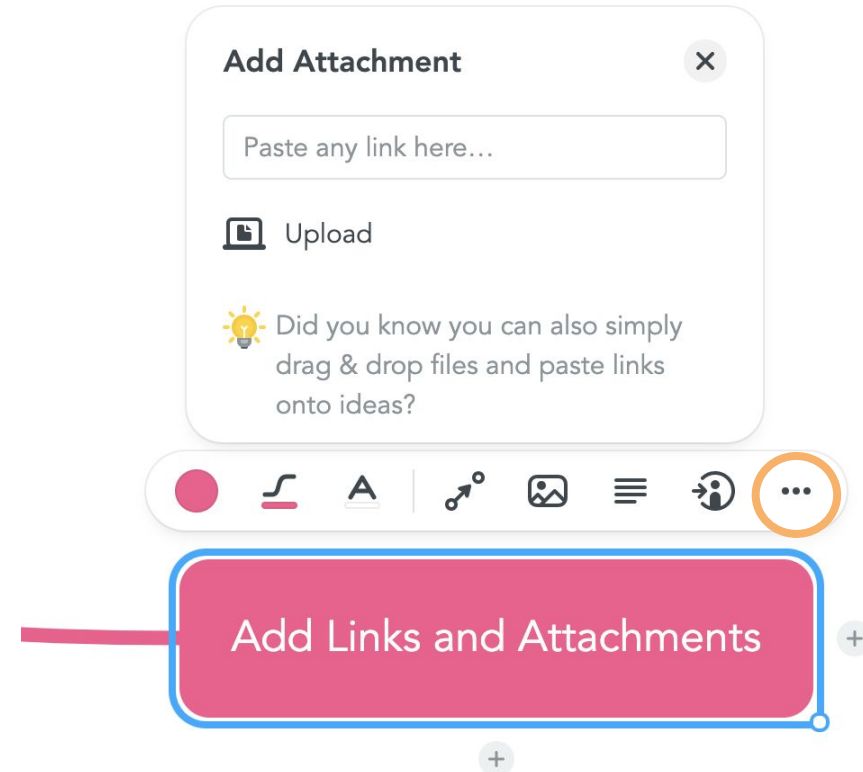 Add Attachment
Paste any link here…
Upload
Did you know you can also simply
drag & drop files and paste links
onto ideas?
A
Add Links and Attachments